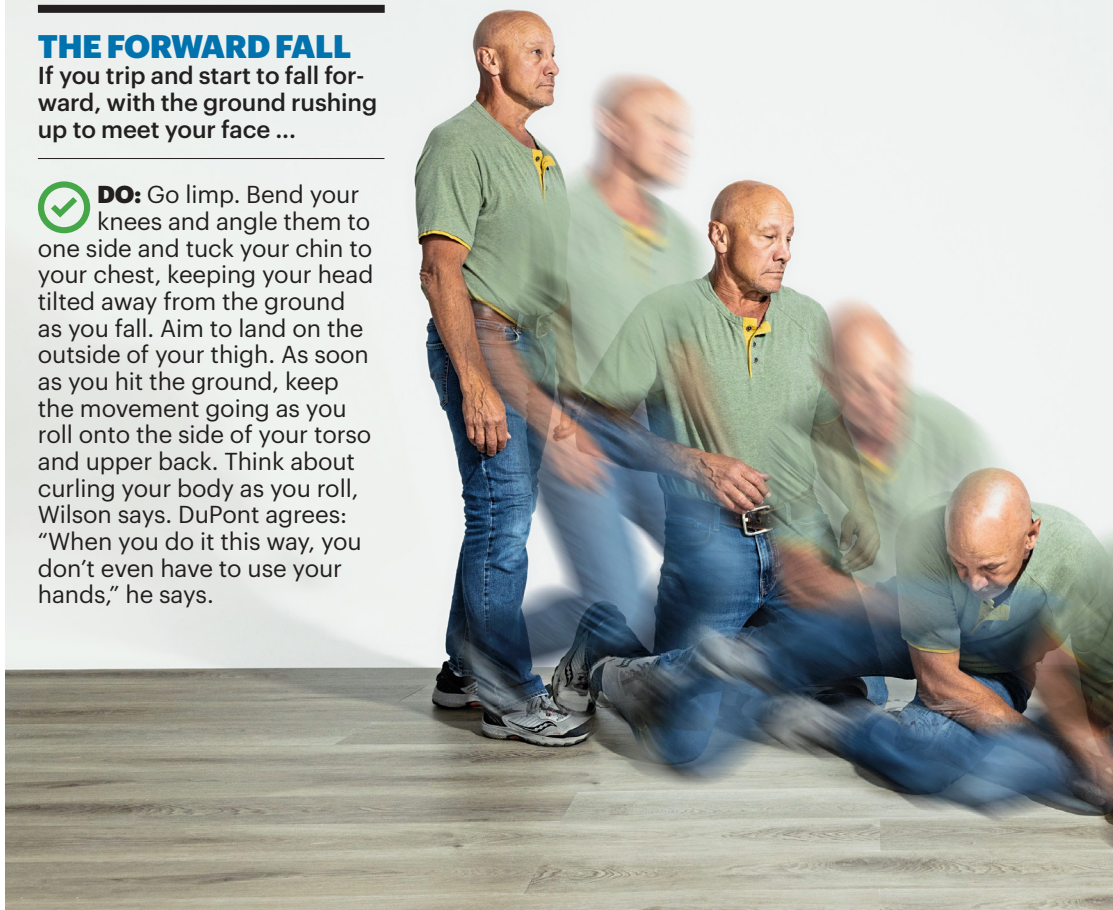 THE FORWARD FALL
If you trip and start to fall for-
ward, with the ground rushing
up to meet your face ...
DO: Go limp. Bend your
knees and angle them to
one side and tuck your chin to
your chest, keeping your head
tilted away from the ground
as you fall. Aim to land on the
outside of your thigh. As soon
as you hit the ground, keep
the movement going as you
roll onto the side of your torso
and upper back. Think about
curling your body as you roll,
Wilson says. DuPont agrees:
“When you do it this way, you
don’t even have to use your
hands,” he says.